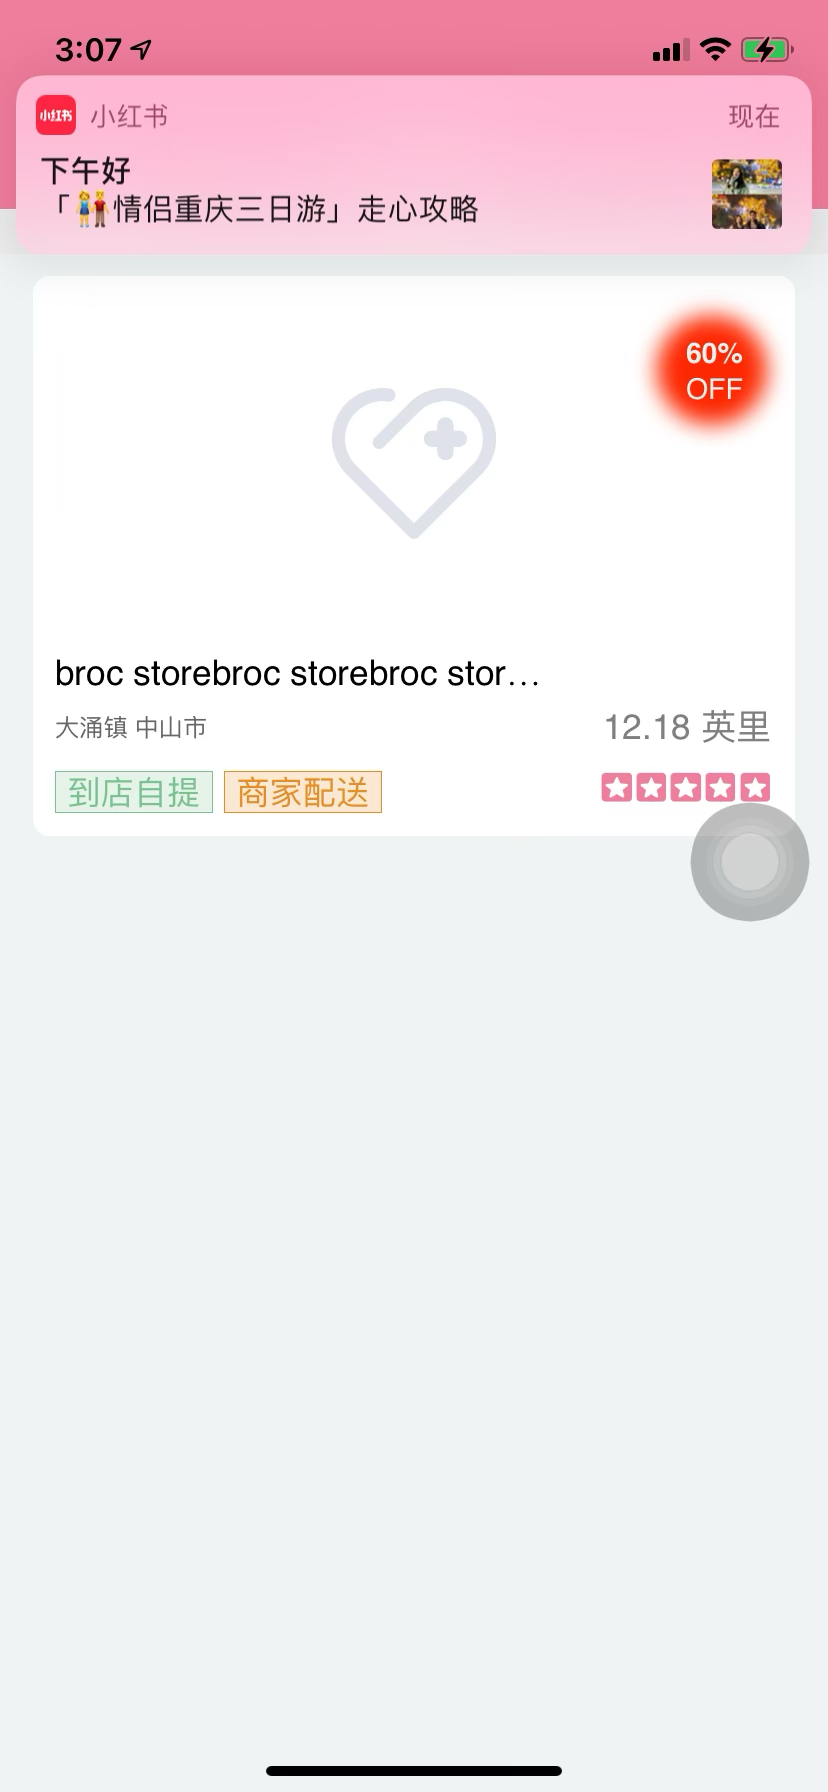 3:07
小红书 小红书 现在
下午好
「👫情侣重庆三日游」走心攻略
60%
OFF
broc storebroc storebroc stor...
大涌镇 中山市 12.18 英里
到店自提 商家配送